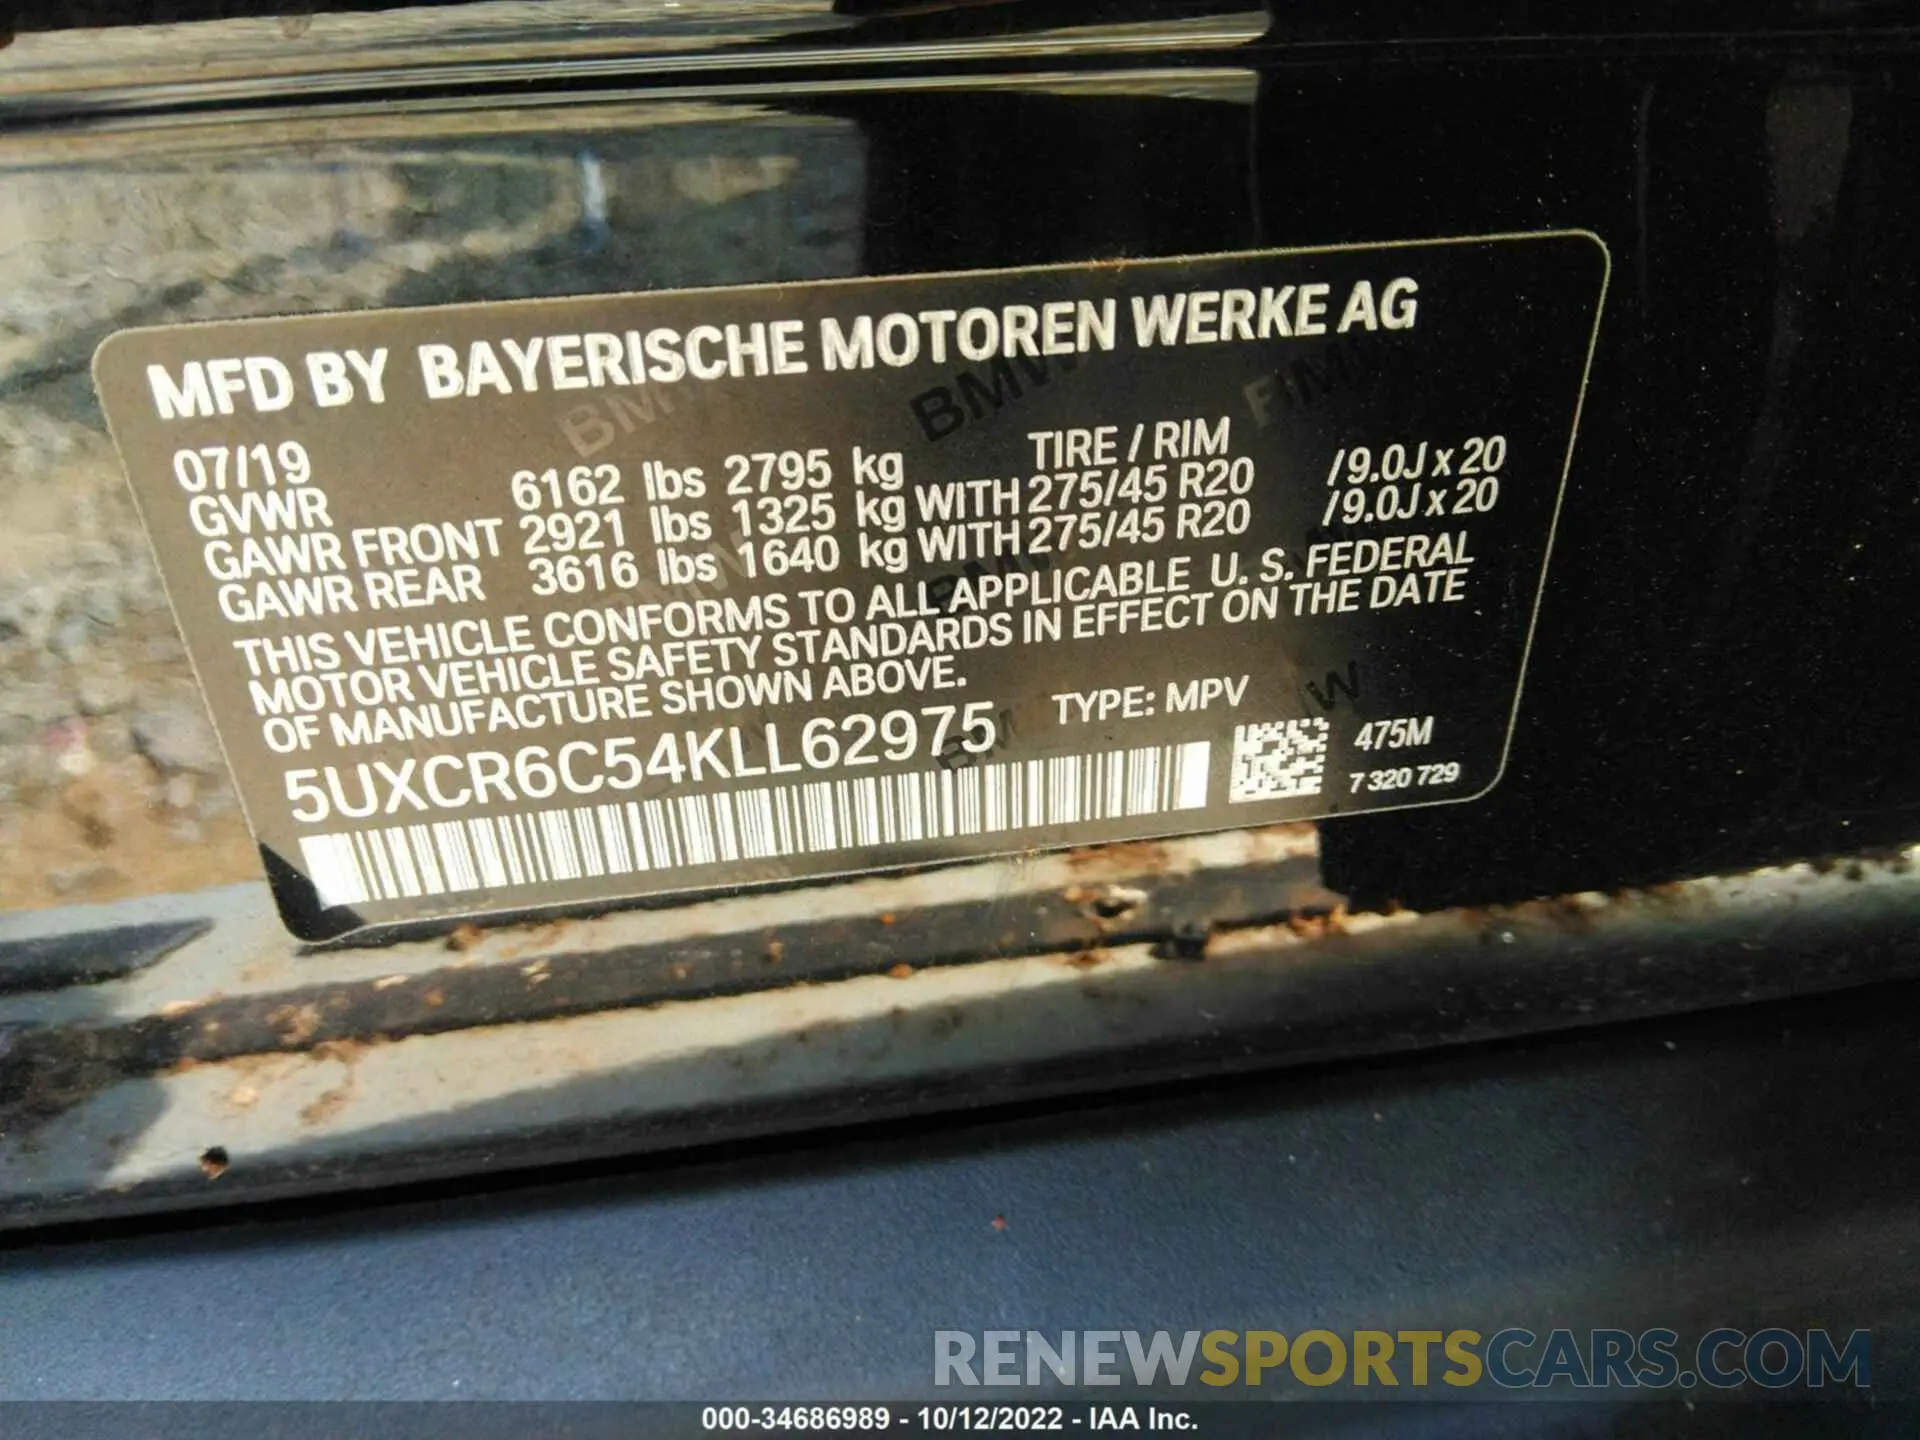 MFD BY BAYERISCHE MOTOREN WERKE AG
07/19 TIRE / RIM
GVWR 6162 lbs 2795 kg
GAWR FRONT 2921 lbs 1325 kg WITH 275/45 R20 /9.0J x 20
GAWR REAR 3616 lbs 1640 kg WITH 275/45 R20 /9.0J x 20
THIS VEHICLE CONFORMS TO ALL APPLICABLE U. S. FEDERAL
MOTOR VEHICLE SAFETY STANDARDS IN EFFECT ON THE DATE
OF MANUFACTURE SHOWN ABOVE.
5UXCR6C54KLL62975 TYPE: MPV
475M
7 320 729
RENEWSPORTSCARS.COM
000-34686989 - 10/12/2022 - IAA Inc.